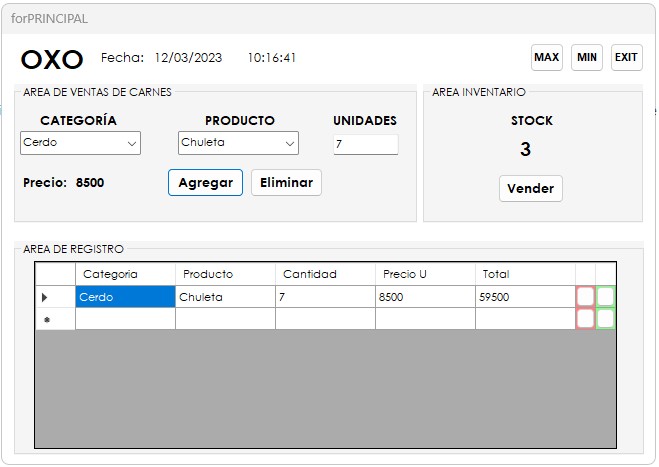 forPRINCIPAL
OXO Fecha: 12/03/2023 10:16:41 MAX MIN EXIT
AREA DE VENTAS DE CARNES
CATEGORÍA PRODUCTO UNIDADES
Cerdo Chuleta 7
Precio: 8500 Agregar Eliminar
AREA INVENTARIO
STOCK
3
Vender
AREA DE REGISTRO
Categoria Producto Cantidad Precio U Total
Cerdo Chuleta 7 8500 59500